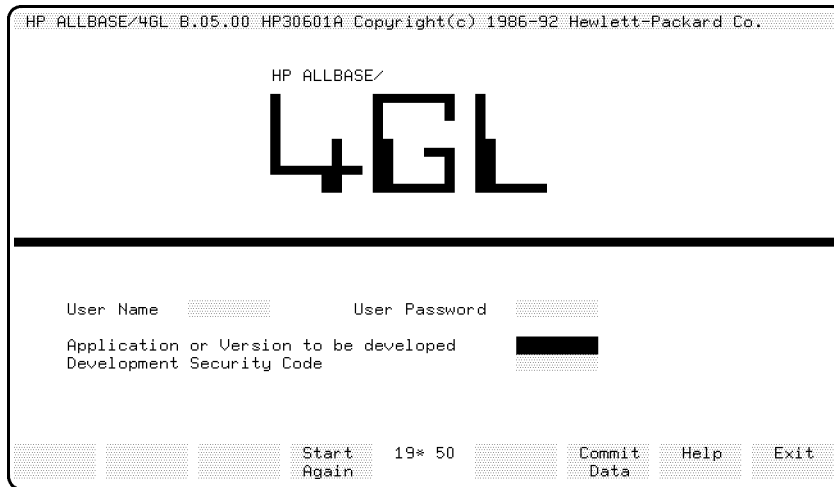 HP ALLBASE/4GL B.05.00 HP30601A Copyright(c) 1986-92 Hewlett-Packard Co.
HP ALLBASE/
4GL
User Name User Password
Application or Version to be developed
Development Security Code
Start Again 19* 50 Commit Data Help Exit